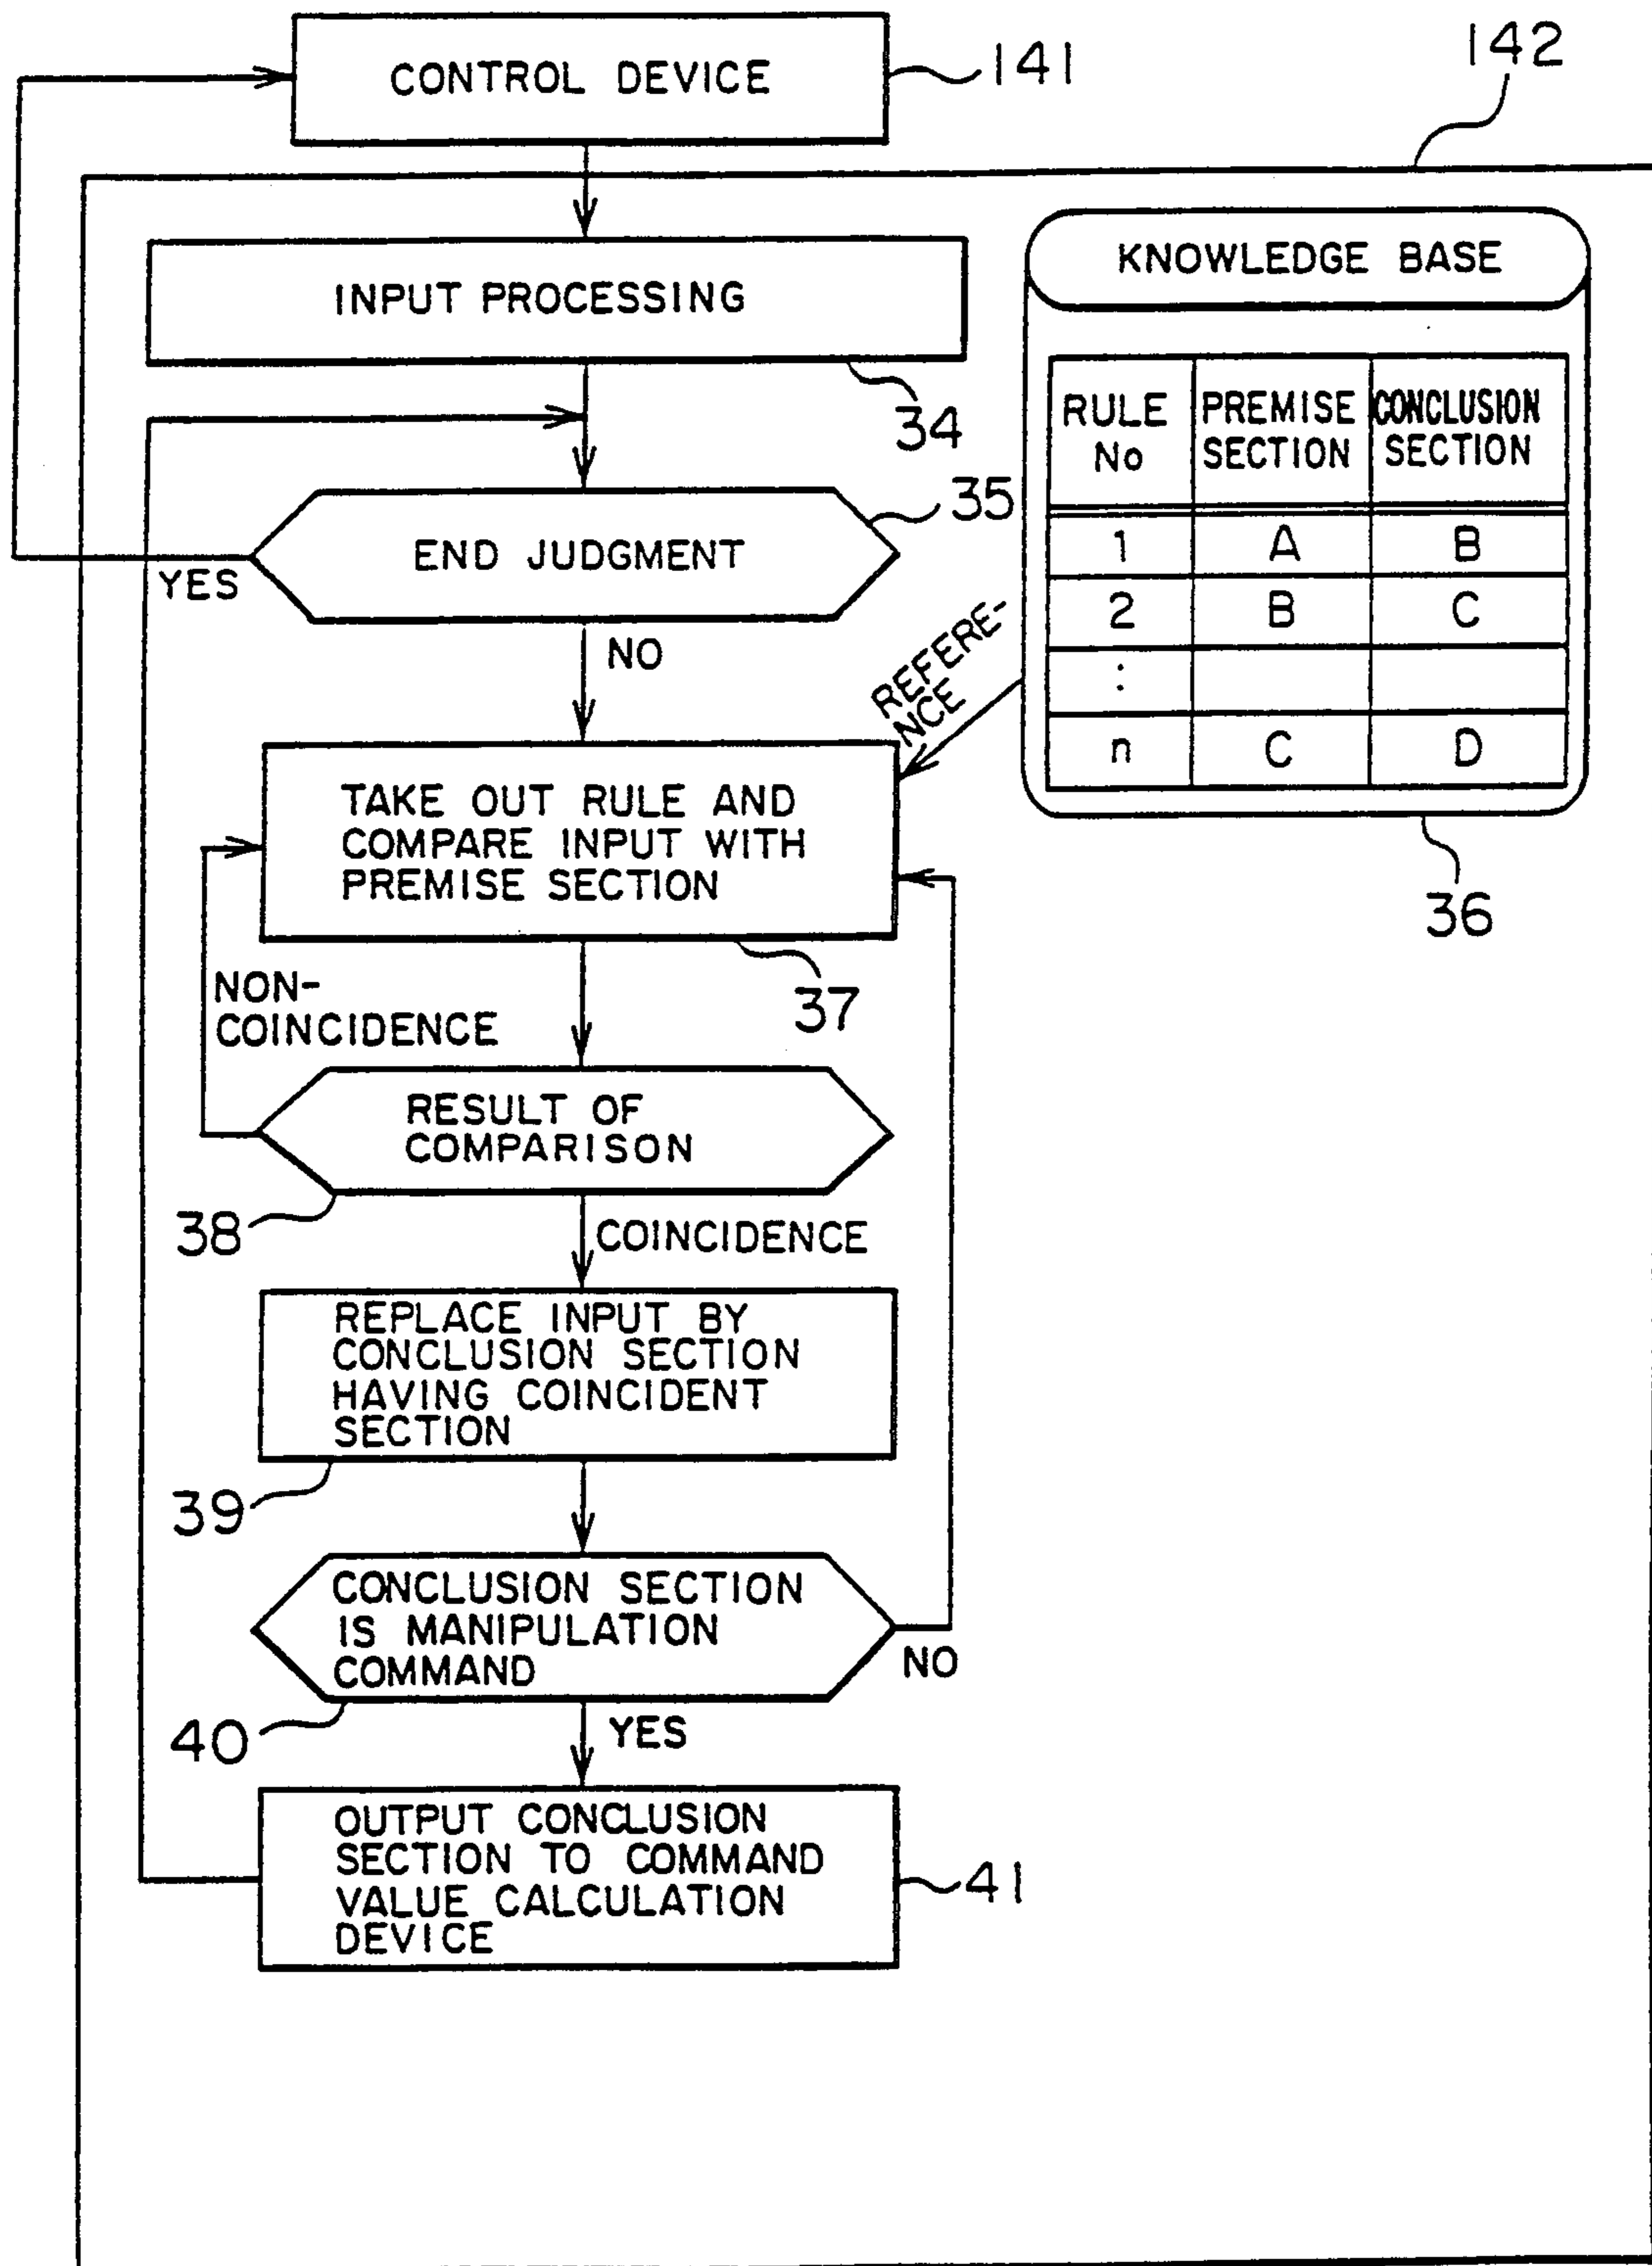 CONTROL DEVICE
141
142
INPUT PROCESSING
34
KNOWLEDGE BASE
RULE No
PREMISE SECTION
CONCLUSION SECTION
1 A B
2 B C
:
n C D
36
END JUDGMENT
35
YES
NO
REFERE-
NCE
TAKE OUT RULE AND
COMPARE INPUT WITH
PREMISE SECTION
37
NON-
COINCIDENCE
RESULT OF
COMPARISON
38
COINCIDENCE
REPLACE INPUT BY
CONCLUSION SECTION
HAVING COINCIDENT
SECTION
39
CONCLUSION SECTION
IS MANIPULATION
COMMAND
NO
40
YES
OUTPUT CONCLUSION
SECTION TO COMMAND
VALUE CALCULATION
DEVICE
41